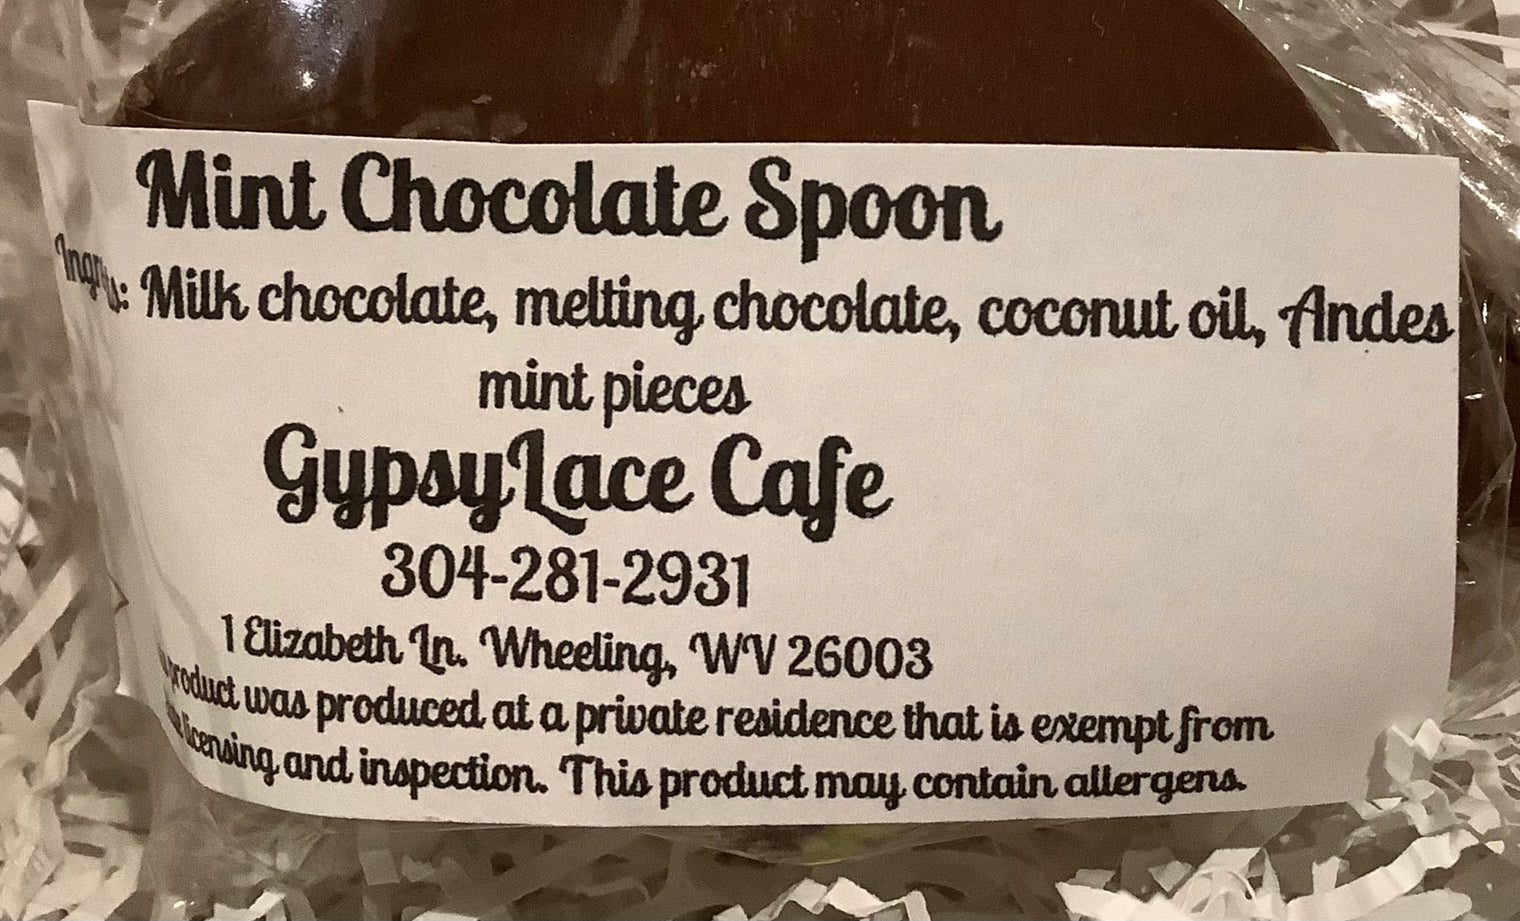 Mint Chocolate Spoon
Milk chocolate, melting chocolate, coconut oil, Andes
mint pieces
GypsyLace Cafe
304-281-2931
1 Elizabeth Ln. Wheeling, WV 26003
product was produced at a private residence that is exempt from
licensing and inspection. This product may contain allergens.